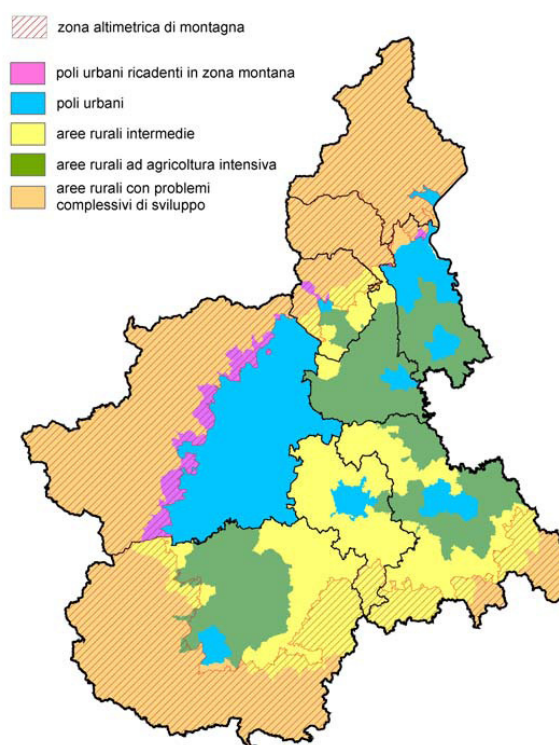 zona altimetrica di montagna
poli urbani ricadenti in zona montana
poli urbani
aree rurali intermedie
aree rurali ad agricoltura intensiva
aree rurali con problemi
complessivi di sviluppo